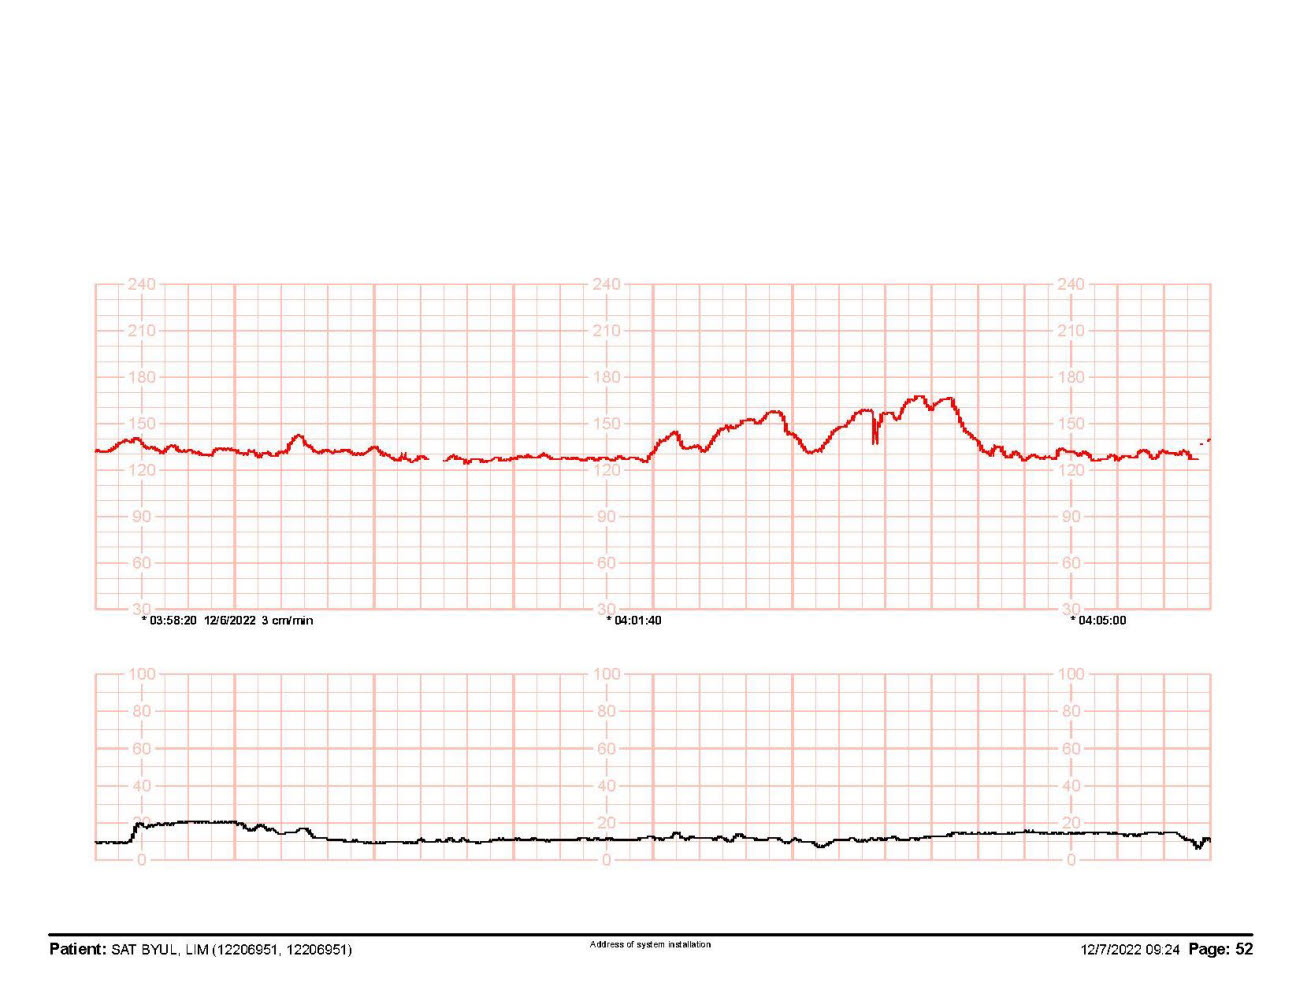 240 240 240
210 210 210
180 180 180
150 150 150
120 120 120
90 90 90
60 60 60
30 30 30
* 03:58:20 12/6/2022 3 cm/min * 04:01:40 * 04:05:00
100 100 100
80 80 80
60 60 60
40 40 40
20 20 20
0 0 0
Patient: SAT BYUL, LIM (12206951, 12206951) Address of system installation 12/7/2022 09:24 Page: 52